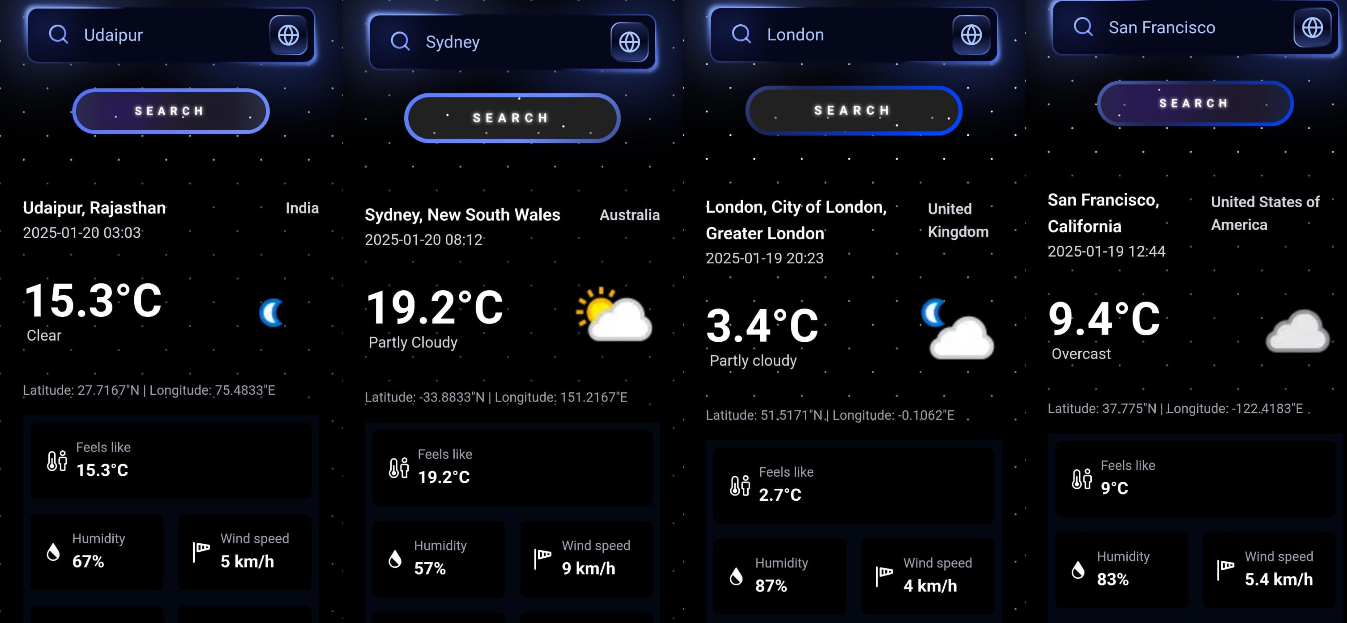 Udaipur
SEARCH
Udaipur, Rajasthan
India
2025-01-20 03:03
15.3°C
Clear
Latitude: 27.7167°N | Longitude: 75.4833°E
Feels like
15.3°C
Humidity
67%
Wind speed
5 km/h
Sydney
SEARCH
Sydney, New South Wales
Australia
2025-01-20 08:12
19.2°C
Partly Cloudy
Latitude: -33.8833°N | Longitude: 151.2167°E
Feels like
19.2°C
Humidity
57%
Wind speed
9 km/h
London
SEARCH
London, City of London,
Greater London
United
Kingdom
2025-01-19 20:23
3.4°C
Partly cloudy
Latitude: 51.5171°N | Longitude: -0.1062°E
Feels like
2.7°C
Humidity
87%
Wind speed
4 km/h
San Francisco
SEARCH
San Francisco,
California
United States of
America
2025-01-19 12:44
9.4°C
Overcast
Latitude: 37.775°N | Longitude: -122.4183°E
Feels like
9°C
Humidity
83%
Wind speed
5.4 km/h